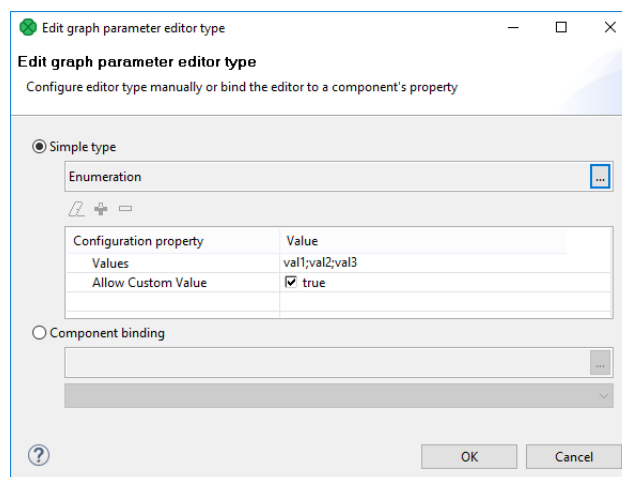 Edit graph parameter editor type
Edit graph parameter editor type
Configure editor type manually or bind the editor to a component's property
Simple type
Enumeration
...
Configuration property Value
Values val1;val2;val3
Allow Custom Value true
Component binding
...
?
OK Cancel